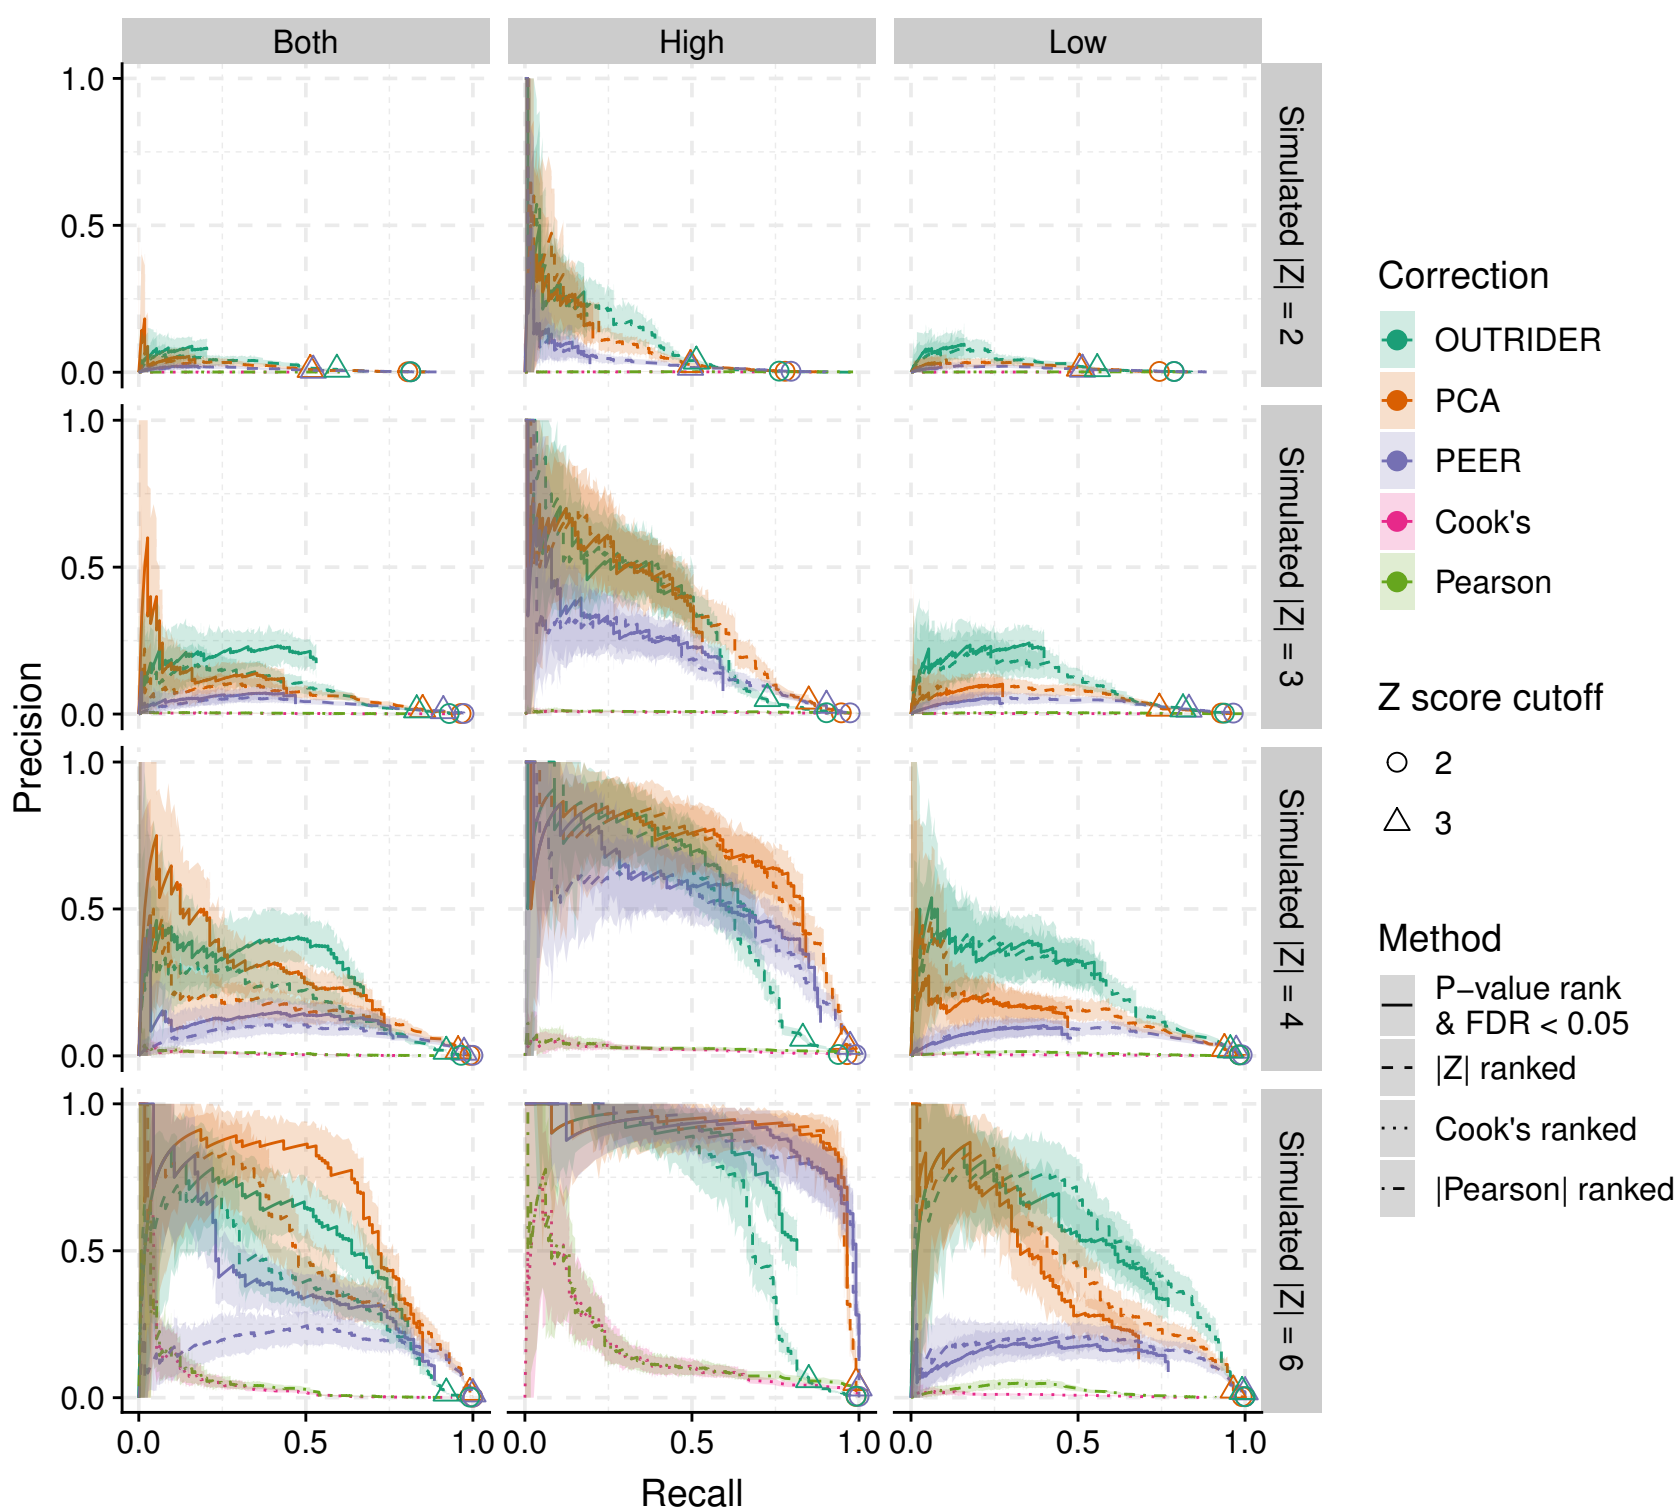 Both High Low
1.0
0.5
0.0
Simulated |Z| = 2
1.0
0.5
0.0
Simulated |Z| = 3
1.0
0.5
0.0
Simulated |Z| = 4
1.0
0.5
0.0
Simulated |Z| = 6
0.0 0.5 1.0 0.0 0.5 1.0 0.0 0.5 1.0
Precision
Recall
Correction
OUTRIDER
PCA
PEER
Cook's
Pearson
Z score cutoff
2
3
Method
P−value rank
& FDR < 0.05
|Z| ranked
Cook's ranked
|Pearson| ranked